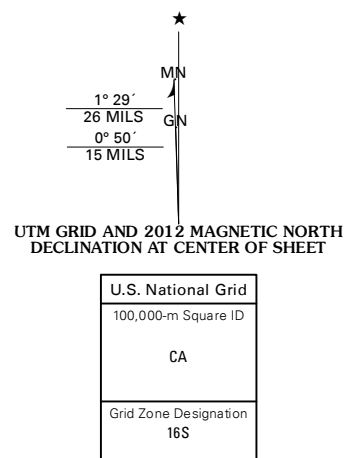 ★
MN
1° 29´
26 MILS
GN
0° 50´
15 MILS
UTM GRID AND 2012 MAGNETIC NORTH
DECLINATION AT CENTER OF SHEET
U.S. National Grid
100,000-m Square ID
CA
Grid Zone Designation
16S